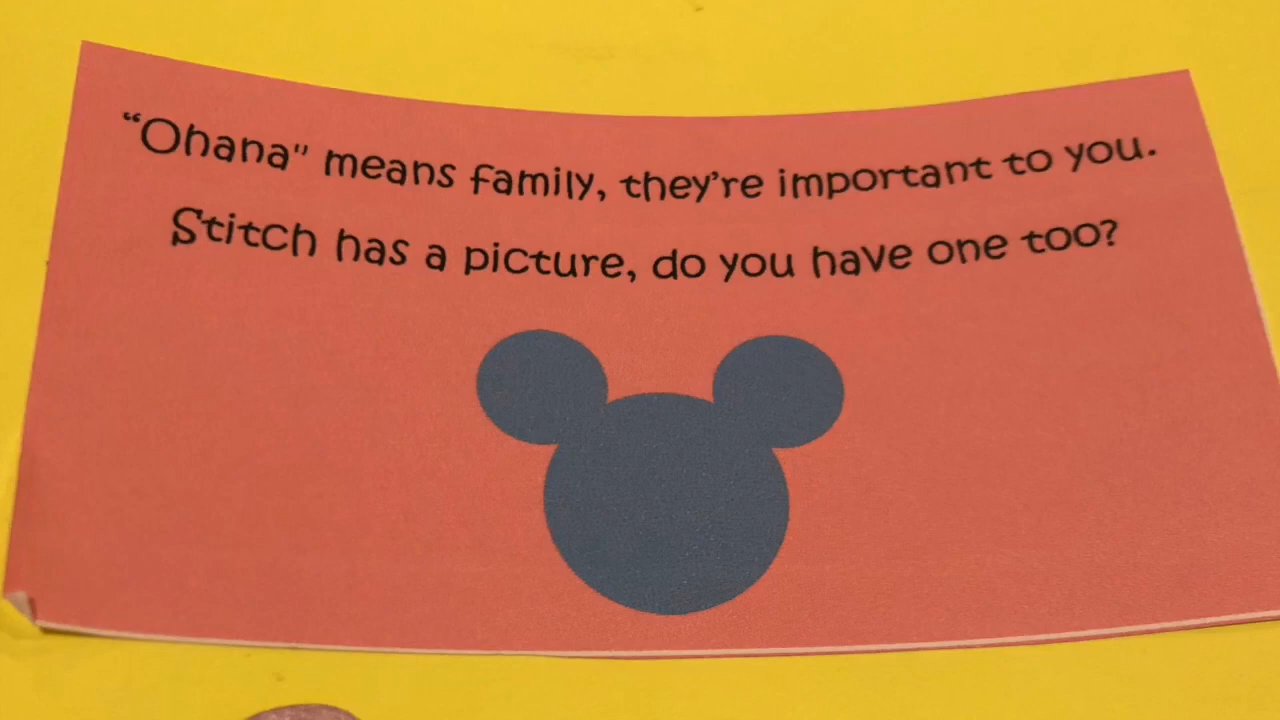 “Ohana" means family, they’re important to you.
Stitch has a picture, do you have one too?